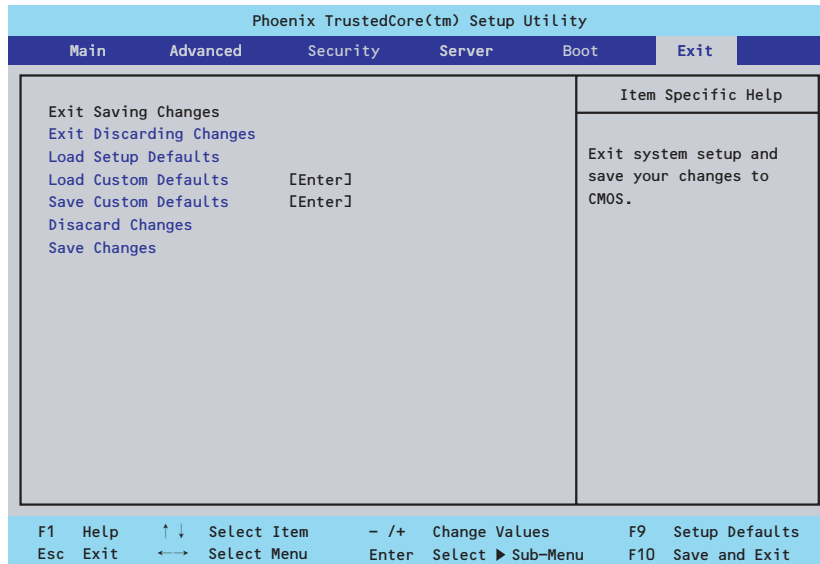 Phoenix TrustedCore(tm) Setup Utility
Main Advanced Security Server Boot Exit
Exit Saving Changes
Exit Discarding Changes
Load Setup Defaults
Load Custom Defaults [Enter]
Save Custom Defaults [Enter]
Disacard Changes
Save Changes
Item Specific Help
Exit system setup and
save your changes to
CMOS.
F1 Help ↑↓ Select Item - /+ Change Values F9 Setup Defaults
Esc Exit ←→ Select Menu Enter Select ▶ Sub-Menu F10 Save and Exit